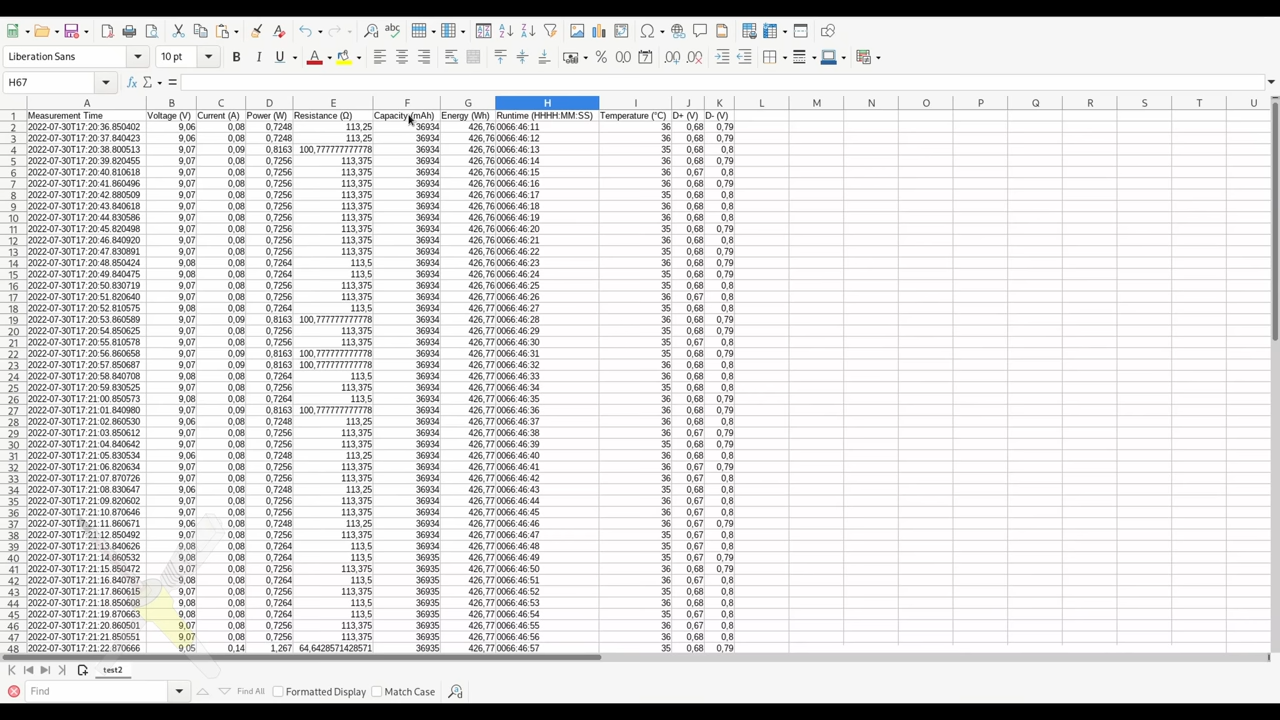 Liberation Sans 10 pt
H67
A B C D E F G H I J K L M N O P Q R S T U
1 Measurement Time Voltage (V) Current (A) Power (W) Resistance (Ω) Capacity (mAh) Energy (Wh) Runtime (HHHH:MM:SS) Temperature (°C) D+ (V) D- (V)
2 2022-07-30T17:20:36.850402 9,06 0,08 0,7248 113,25 36934 426,76 0066:46:11 36 0,68 0,79
3 2022-07-30T17:20:37.840423 9,06 0,08 0,7248 113,25 36934 426,76 0066:46:12 36 0,68 0,79
4 2022-07-30T17:20:38.800513 9,07 0,09 0,8163 100,777777777778 36934 426,76 0066:46:13 35 0,68 0,8
5 2022-07-30T17:20:39.820455 9,07 0,08 0,7256 113,375 36934 426,76 0066:46:14 36 0,68 0,79
6 2022-07-30T17:20:40.810618 9,07 0,08 0,7256 113,375 36934 426,76 0066:46:15 36 0,67 0,8
7 2022-07-30T17:20:41.860496 9,07 0,08 0,7256 113,375 36934 426,76 0066:46:16 36 0,68 0,79
8 2022-07-30T17:20:42.880509 9,07 0,08 0,7256 113,375 36934 426,76 0066:46:17 35 0,68 0,8
9 2022-07-30T17:20:43.840618 9,07 0,08 0,7256 113,375 36934 426,76 0066:46:18 36 0,68 0,8
10 2022-07-30T17:20:44.830586 9,07 0,08 0,7256 113,375 36934 426,76 0066:46:19 36 0,68 0,8
11 2022-07-30T17:20:45.820498 9,07 0,08 0,7256 113,375 36934 426,76 0066:46:20 35 0,68 0,79
12 2022-07-30T17:20:46.840920 9,07 0,08 0,7256 113,375 36934 426,76 0066:46:21 36 0,68 0,8
13 2022-07-30T17:20:47.830891 9,07 0,08 0,7256 113,375 36934 426,76 0066:46:22 36 0,68 0,79
14 2022-07-30T17:20:48.850424 9,08 0,08 0,7264 113,5 36934 426,76 0066:46:23 36 0,68 0,8
15 2022-07-30T17:20:49.840475 9,08 0,08 0,7264 113,5 36934 426,76 0066:46:24 35 0,68 0,8
16 2022-07-30T17:20:50.830719 9,07 0,08 0,7256 113,375 36934 426,76 0066:46:25 36 0,68 0,8
17 2022-07-30T17:20:51.820640 9,07 0,08 0,7256 113,375 36934 426,77 0066:46:26 36 0,67 0,8
18 2022-07-30T17:20:52.810575 9,08 0,08 0,7264 113,5 36934 426,77 0066:46:27 35 0,68 0,8
19 2022-07-30T17:20:53.860589 9,07 0,09 0,8163 100,777777777778 36934 426,77 0066:46:28 36 0,68 0,79
20 2022-07-30T17:20:54.850625 9,07 0,08 0,7256 113,375 36934 426,77 0066:46:29 35 0,68 0,8
21 2022-07-30T17:20:55.810578 9,07 0,08 0,7256 113,375 36934 426,77 0066:46:30 35 0,67 0,8
22 2022-07-30T17:20:56.860658 9,07 0,09 0,8163 100,777777777778 36934 426,77 0066:46:31 36 0,68 0,79
23 2022-07-30T17:20:57.850687 9,07 0,09 0,8163 100,777777777778 36934 426,77 0066:46:32 35 0,68 0,8
24 2022-07-30T17:20:58.840708 9,08 0,08 0,7264 113,5 36934 426,77 0066:46:33 36 0,68 0,8
25 2022-07-30T17:20:59.830525 9,07 0,08 0,7256 113,375 36934 426,77 0066:46:34 35 0,68 0,8
26 2022-07-30T17:21:00.850573 9,08 0,08 0,7264 113,5 36934 426,77 0066:46:35 36 0,68 0,79
27 2022-07-30T17:21:01.840980 9,07 0,09 0,8163 100,777777777778 36934 426,77 0066:46:36 35 0,68 0,79
28 2022-07-30T17:21:02.860530 9,06 0,08 0,7248 113,25 36934 426,77 0066:46:37 36 0,68 0,8
29 2022-07-30T17:21:03.850612 9,07 0,08 0,7256 113,375 36934 426,77 0066:46:38 36 0,67 0,79
30 2022-07-30T17:21:04.840642 9,07 0,08 0,7256 113,375 36934 426,77 0066:46:39 35 0,68 0,8
31 2022-07-30T17:21:05.830534 9,06 0,08 0,7248 113,25 36934 426,77 0066:46:40 36 0,68 0,8
32 2022-07-30T17:21:06.820634 9,07 0,08 0,7256 113,375 36934 426,77 0066:46:41 36 0,67 0,79
33 2022-07-30T17:21:07.870726 9,07 0,08 0,7256 113,375 36934 426,77 0066:46:42 36 0,67 0,8
34 2022-07-30T17:21:08.830647 9,06 0,08 0,7248 113,25 36934 426,77 0066:46:43 35 0,68 0,8
35 2022-07-30T17:21:09.820602 9,07 0,08 0,7256 113,375 36934 426,77 0066:46:44 35 0,67 0,79
36 2022-07-30T17:21:10.870646 9,07 0,08 0,7256 113,375 36934 426,77 0066:46:45 36 0,67 0,8
37 2022-07-30T17:21:11.860671 9,06 0,08 0,7248 113,25 36934 426,77 0066:46:46 36 0,68 0,79
38 2022-07-30T17:21:12.850492 9,07 0,08 0,7256 113,375 36934 426,77 0066:46:47 35 0,67 0,8
39 2022-07-30T17:21:13.840626 9,08 0,08 0,7264 113,5 36934 426,77 0066:46:48 35 0,68 0,8
40 2022-07-30T17:21:14.860532 9,08 0,08 0,7264 113,5 36935 426,77 0066:46:49 36 0,68 0,79
41 2022-07-30T17:21:15.850472 9,07 0,08 0,7256 113,375 36935 426,77 0066:46:50 35 0,67 0,79
42 2022-07-30T17:21:16.840787 9,08 0,08 0,7264 113,5 36935 426,77 0066:46:51 36 0,67 0,8
43 2022-07-30T17:21:17.860615 9,07 0,08 0,7256 113,375 36935 426,77 0066:46:52 35 0,67 0,8
44 2022-07-30T17:21:18.850608 9,08 0,08 0,7264 113,5 36935 426,77 0066:46:53 36 0,68 0,8
45 2022-07-30T17:21:19.870663 9,08 0,08 0,7264 113,5 36935 426,77 0066:46:54 35 0,68 0,8
46 2022-07-30T17:21:20.860501 9,07 0,08 0,7256 113,375 36935 426,77 0066:46:55 36 0,67 0,8
47 2022-07-30T17:21:21.850551 9,07 0,08 0,7256 113,375 36935 426,77 0066:46:56 35 0,68 0,8
48 2022-07-30T17:21:22.870666 9,05 0,14 1,267 64,6428571428571 36935 426,77 0066:46:57 35 0,68 0,79
test2
Find Find All Formatted Display Match Case